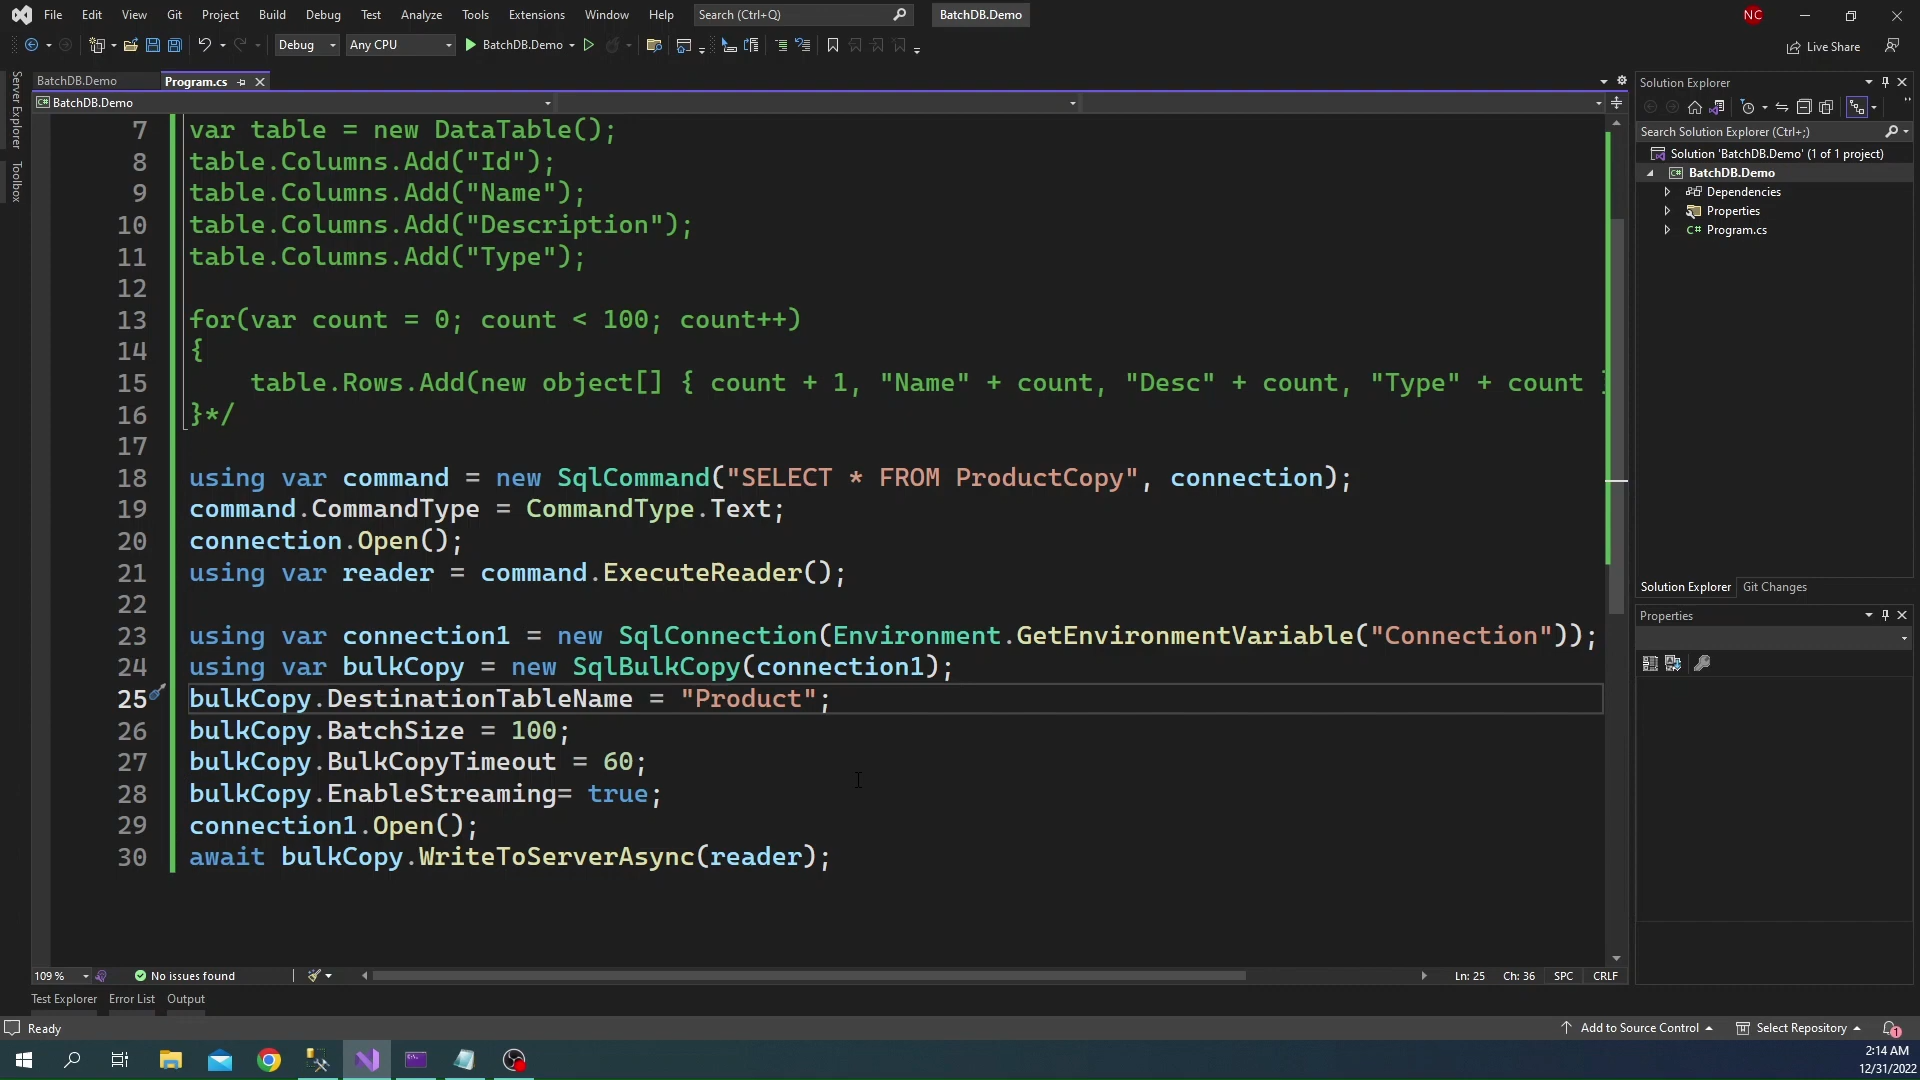 File Edit View Git Project Build Debug Test Analyze Tools Extensions Window Help Search (Ctrl+Q) BatchDB.Demo NC
Debug Any CPU BatchDB.Demo Live Share
Server Explorer
Toolbox
BatchDB.Demo Program.cs
BatchDB.Demo
7 var table = new DataTable();
8 table.Columns.Add("Id");
9 table.Columns.Add("Name");
10 table.Columns.Add("Description");
11 table.Columns.Add("Type");
12
13 for(var count = 0; count < 100; count++)
14 {
15 table.Rows.Add(new object[] { count + 1, "Name" + count, "Desc" + count, "Type" + count
16 }*/
17
18 using var command = new SqlCommand("SELECT * FROM ProductCopy", connection);
19 command.CommandType = CommandType.Text;
20 connection.Open();
21 using var reader = command.ExecuteReader();
22
23 using var connection1 = new SqlConnection(Environment.GetEnvironmentVariable("Connection"));
24 using var bulkCopy = new SqlBulkCopy(connection1);
25 bulkCopy.DestinationTableName = "Product";
26 bulkCopy.BatchSize = 100;
27 bulkCopy.BulkCopyTimeout = 60;
28 bulkCopy.EnableStreaming= true;
29 connection1.Open();
30 await bulkCopy.WriteToServerAsync(reader);
109 % No issues found Ln: 25 Ch: 36 SPC CRLF
Test Explorer Error List Output
Solution Explorer
Search Solution Explorer (Ctrl+;)
Solution 'BatchDB.Demo' (1 of 1 project)
BatchDB.Demo
Dependencies
Properties
C# Program.cs
Solution Explorer Git Changes
Properties
Ready Add to Source Control Select Repository 1
2:14 AM
12/31/2022